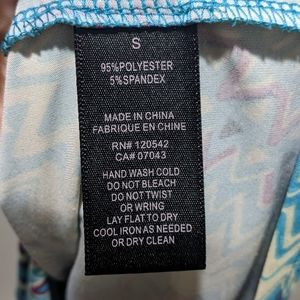 S
95%POLYESTER
5%SPANDEX
MADE IN CHINA
FABRIQUE EN CHINE
RN# 120542
CA# 07043
HAND WASH COLD
DO NOT BLEACH
DO NOT TWIST
OR WRING
LAY FLAT TO DRY
COOL IRON AS NEEDED
OR DRY CLEAN